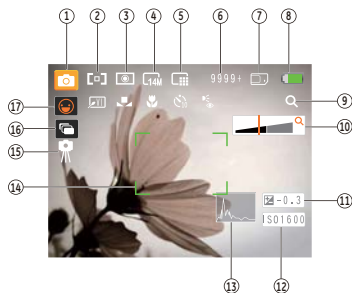 ① ② ③ ④ ⑤ ⑥ ⑦ ⑧
14M 9999+
⑰ ⑨
⑯ ⑩
⑮
⑭
-0.3 ⑪
ISO1600
⑬ ⑫